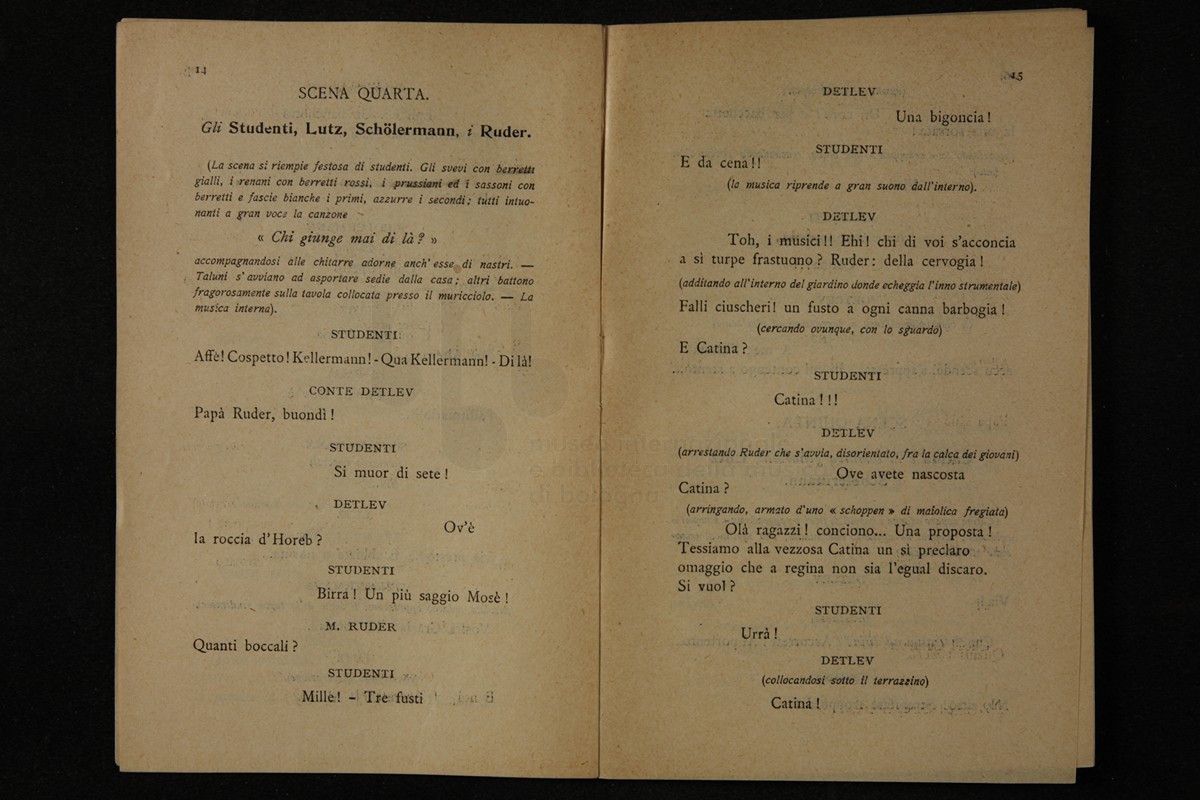 14
SCENA QUARTA.
Gli Studenti, Lutz, Schölermann, i Ruder.
(La scena si riempie festosa di studenti. Gli svevi con berretti
gialli, i renani con berretti rossi, i prussiani ed i sassoni con
berretti e fascie bianche i primi, azzurre i secondi; tutti intuo-
nanti a gran voce la canzone
« Chi giunge mai di là? »
accompagnandosi alle chitarre adorne anch' esse di nastri. —
Taluni s' avviano ad asportare sedie dalla casa; altri battono
fragorosamente sulla tavola collocata presso il muricciolo. — La
musica interna).
STUDENTI
Affè! Cospetto! Kellermann! - Qua Kellermann! - Di là!
CONTE DETLEV
Papà Ruder, buondì!
STUDENTI
Si muor di sete!
DETLEV
Ov'è
la roccia d'Horeb?
STUDENTI
Birra! Un più saggio Mosè!
M. RUDER
Quanti boccali?
STUDENTI
Mille! - Tre fusti
15
DETLEV
Una bigoncia!
STUDENTI
E da cena!!
(la musica riprende a gran suono dall'interno).
DETLEV
Toh, i musici!! Ehi! chi di voi s'acconcia
a sì turpe frastuono? Ruder: della cervogia!
(additando all'interno del giardino donde echeggia l'inno strumentale)
Falli ciuscheri! un fusto a ogni canna barbogia!
(cercando ovunque, con lo sguardo)
E Catina?
STUDENTI
Catina!!!
DETLEV
(arrestando Ruder che s'avvia, disorientato, fra la calca dei giovani)
Ove avete nascosta
Catina?
(arringando, armato d'uno « schoppen » di maiolica fregiata)
Olà ragazzi! conciono... Una proposta!
Tessiamo alla vezzosa Catina un sì preclaro
omaggio che a regina non sia l'egual discaro.
Si vuol?
STUDENTI
Urrà!
DETLEV
(collocandosi sotto il terrazzino)
Catina!